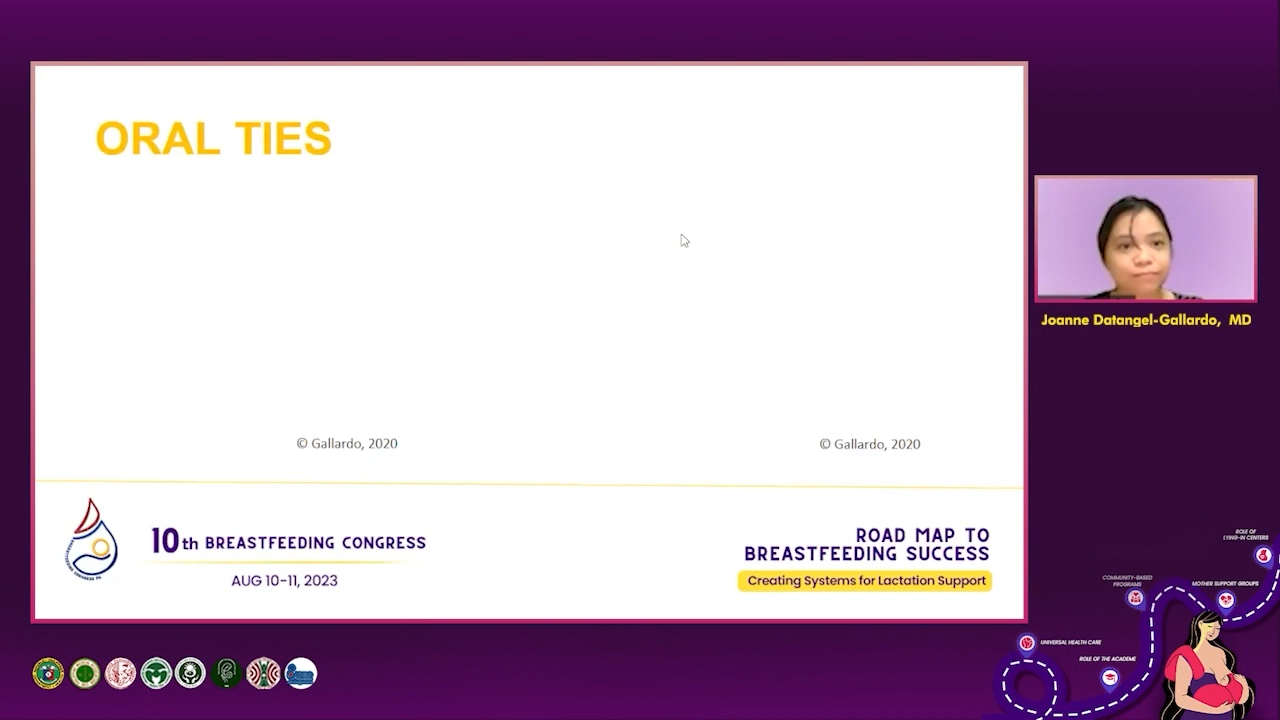 ORAL TIES
© Gallardo, 2020
© Gallardo, 2020
10th BREASTFEEDING CONGRESS
AUG 10-11, 2023
ROAD MAP TO
BREASTFEEDING SUCCESS
Creating Systems for Lactation Support
Joanne Datangel-Gallardo, MD
ROLE OF
LYING-IN CENTERS
COMMUNITY-BASED
PROGRAMS
MOTHER SUPPORT GROUPS
UNIVERSAL HEALTH CARE
ROLE OF THE ACADEME